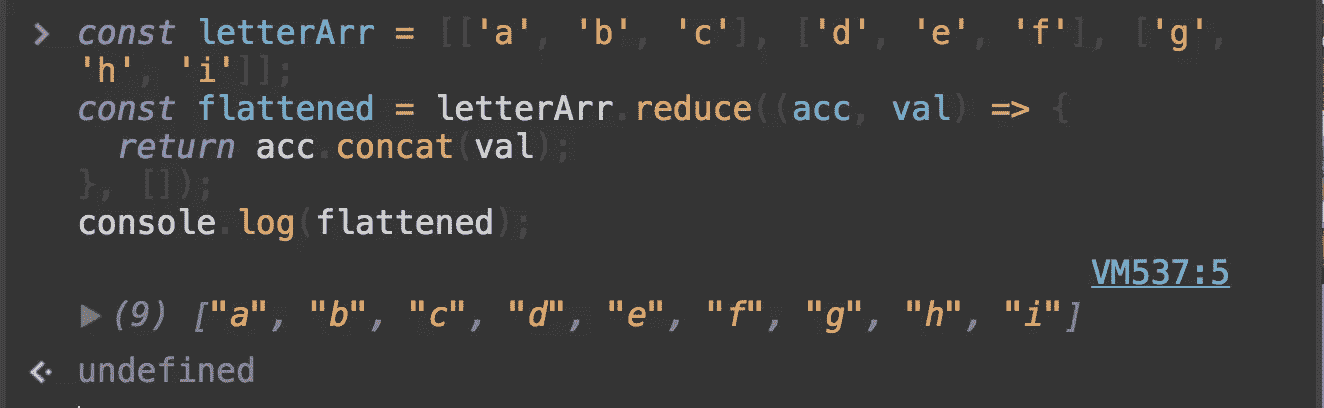 const letterArr = [['a', 'b', 'c'], ['d', 'e', 'f'], ['g',
'h', 'i']];
const flattened = letterArr.reduce((acc, val) => {
  return acc.concat(val);
}, []);
console.log(flattened);
VM537:5
(9) ["a", "b", "c", "d", "e", "f", "g", "h", "i"]
undefined